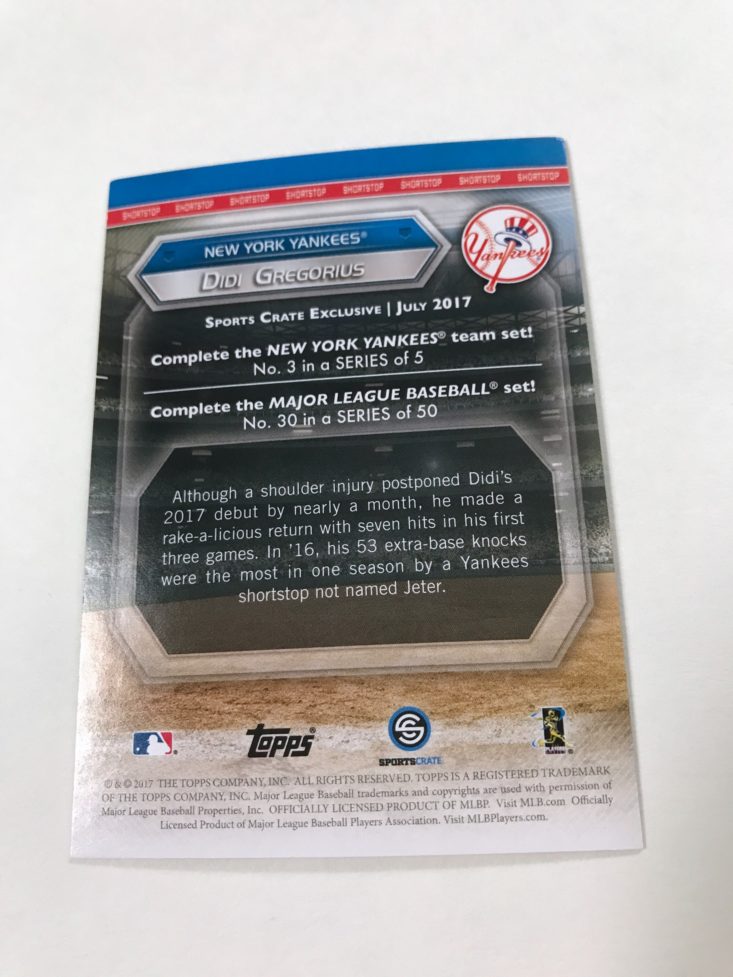 SHORTSTOP SHORTSTOP SHORTSTOP SHORTSTOP SHORTSTOP SHORTSTOP SHORTSTOP SHORTSTOP
NEW YORK YANKEES®
Yankees
DIDI GREGORIUS
SPORTS CRATE EXCLUSIVE | JULY 2017
Complete the NEW YORK YANKEES® team set!
No. 3 in a SERIES of 5
Complete the MAJOR LEAGUE BASEBALL® set!
No. 30 in a SERIES of 50
Although a shoulder injury postponed Didi's
2017 debut by nearly a month, he made a
rake-a-licious return with seven hits in his first
three games. In '16, his 53 extra-base knocks
were the most in one season by a Yankees
shortstop not named Jeter.
topps®
SPORTSCRATE
PLAYERS
® & © 2017 THE TOPPS COMPANY, INC. ALL RIGHTS RESERVED. TOPPS IS A REGISTERED TRADEMARK
OF THE TOPPS COMPANY, INC. Major League Baseball trademarks and copyrights are used with permission of
Major League Baseball Properties, Inc. OFFICIALLY LICENSED PRODUCT OF MLBP. Visit MLB.com Officially
Licensed Product of Major League Baseball Players Association. Visit MLBPlayers.com.